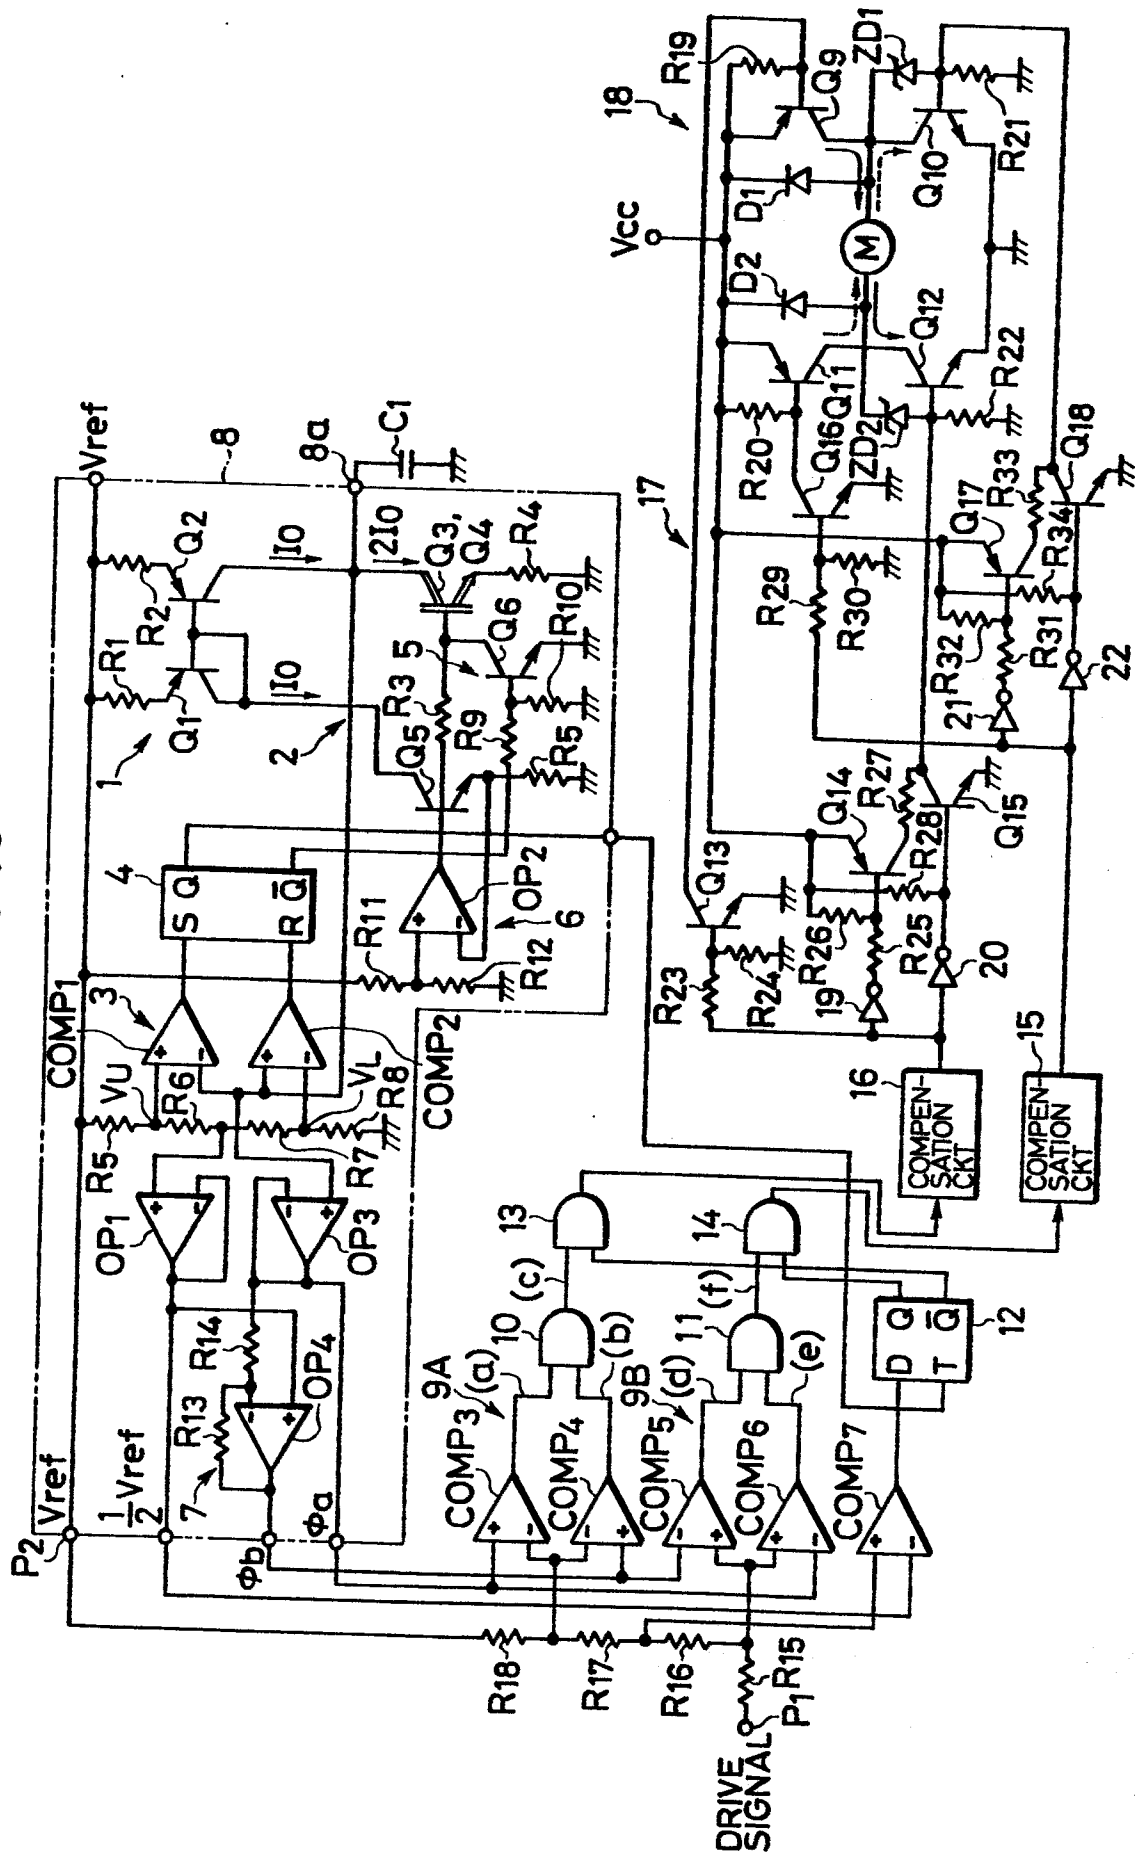 P2
Vref
1/2 Vref
Φb
Φa
7
R13
R14
OP4
OP1
OP3
R5
VU
R6
R7
VL
R8
COMP1
3
COMP2
4
S Q
R Q̄
R11
R12
OP2
6
1
R1
R2
Q1
Q2
IO
IO
2
2IO
Q5
R3
5
Q6
Q3,
Q4
R4
R9
R10
R5
Vref
8
8a
C1
DRIVE
SIGNAL
P1
R15
R16
R17
R18
COMP3
COMP4
COMP5
COMP6
COMP7
9A
9B
(a)
(b)
(c)
(d)
(e)
(f)
10
11
12
D Q
T Q̄
13
14
16
COMPEN-
SATION
CKT
15
COMPEN-
SATION
CKT
17
R23
R24
Q13
19
20
R25
R26
R27
R28
Q14
Q15
R29
R30
Q16
21
22
R31
R32
R33
R34
Q17
Q18
18
Vcc
D1
D2
M
R19
R20
R21
R22
Q9
Q10
Q11
Q12
ZD1
ZD2